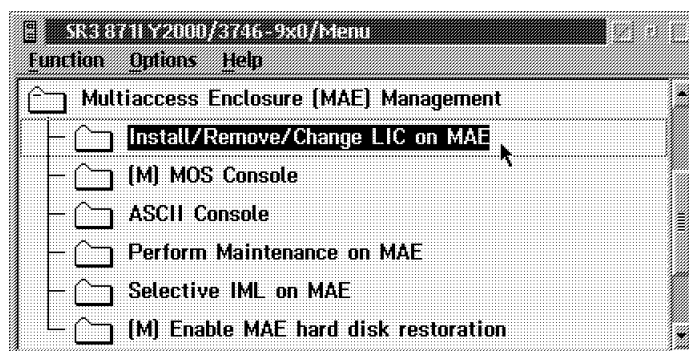 SR3 871I Y2000/3746-9x0/Menu
Function Options Help
Multiaccess Enclosure (MAE) Management
Install/Remove/Change LIC on MAE
(M) MOS Console
ASCII Console
Perform Maintenance on MAE
Selective IML on MAE
(M) Enable MAE hard disk restoration